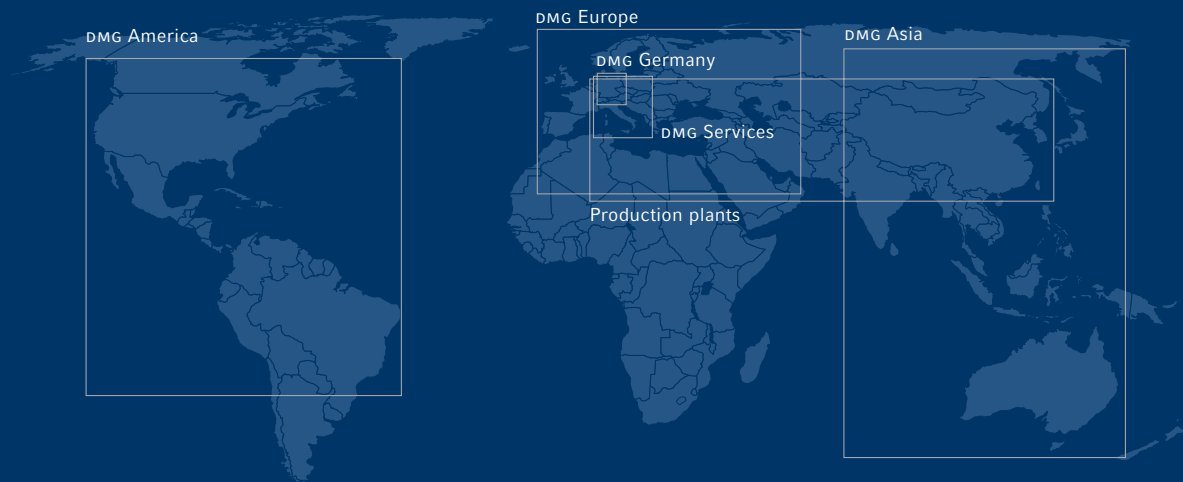 DMG Europe
DMG America
DMG Asia
DMG Germany
DMG Services
Production plants